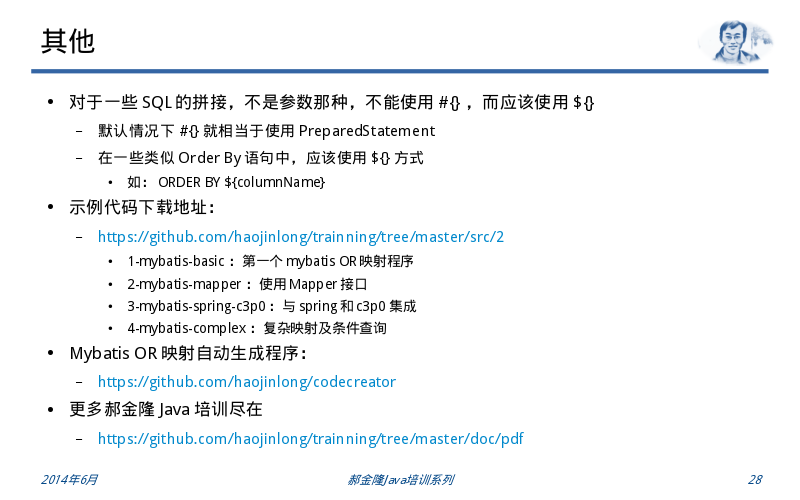 其他
• 对于一些 SQL 的拼接，不是参数那种，不能使用 #{} ，而应该使用 ${}
– 默认情况下 #{} 就相当于使用 PreparedStatement
– 在一些类似 Order By 语句中，应该使用 ${} 方式
• 如： ORDER BY ${columnName}
• 示例代码下载地址：
– https://github.com/haojinlong/trainning/tree/master/src/2
• 1-mybatis-basic ：第一个 mybatis OR 映射程序
• 2-mybatis-mapper ：使用 Mapper 接口
• 3-mybatis-spring-c3p0 ：与 spring 和 c3p0 集成
• 4-mybatis-complex ：复杂映射及条件查询
• Mybatis OR 映射自动生成程序：
– https://github.com/haojinlong/codecreator
• 更多郝金隆 Java 培训尽在
– https://github.com/haojinlong/trainning/tree/master/doc/pdf
2014年6月 郝金隆Java培训系列 28